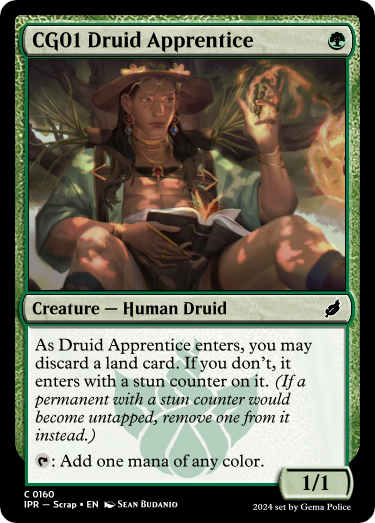 CG01 Druid Apprentice
Creature — Human Druid
As Druid Apprentice enters, you may
discard a land card. If you don't, it
enters with a stun counter on it. (If a
permanent with a stun counter would
become untapped, remove one from it
instead.)
: Add one mana of any color.
1/1
C 0160
IPR — Scrap • EN Sean Budanio
2024 set by Gema Police